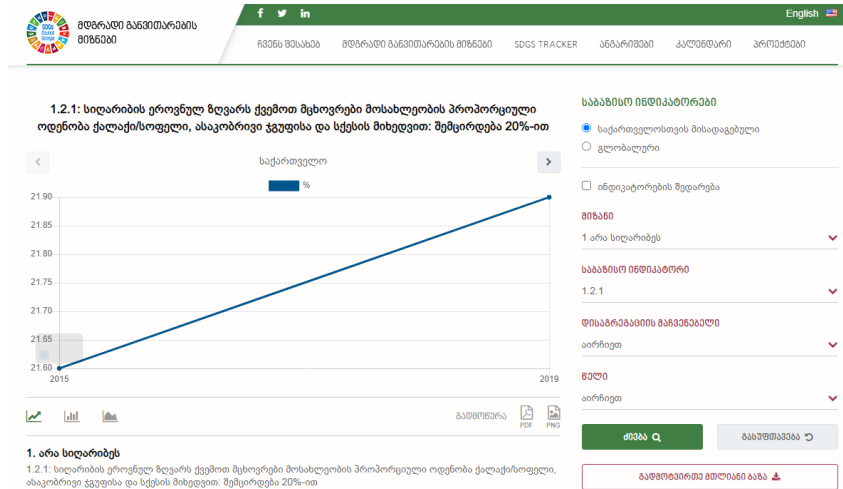 SDGs
Council
Georgia
მდგრადი განვითარების
მიზნები
English
ჩვენს შესახებ
მდგრადი განვითარების მიზნები
SDGS TRACKER
ანგარიშები
კალენდარი
პროექტები
1.2.1: სიღარიბის ეროვნულ ზღვარს ქვემოთ მცხოვრები მოსახლეობის პროპორციული
ოდენობა ქალაქი/სოფელი, ასაკობრივი ჯგუფისა და სქესის მიხედვით: შემცირდება 20%-ით
საქართველო
%
21.90
21.85
21.80
21.75
21.70
21.65
21.60
2015
2019
გადმოწერა
PDF
PNG
1. არა სიღარიბეს
1.2.1: სიღარიბის ეროვნულ ზღვარს ქვემოთ მცხოვრები მოსახლეობის პროპორციული ოდენობა ქალაქი/სოფელი,
ასაკობრივი ჯგუფისა და სქესის მიხედვით: შემცირდება 20%-ით
საბაზისო ინდიკატორები
საქართველოსთვის მისადაგებული
გლობალური
ინდიკატორების შედარება
მიზანი
1 არა სიღარიბეს
საბაზისო ინდიკატორი
1.2.1
დისაგრეგაციის მაჩვენებელი
აირჩიეთ
წელი
აირჩიეთ
ძიება
გასუფთავება
გადმოტვირთე მთლიანი ბაზა